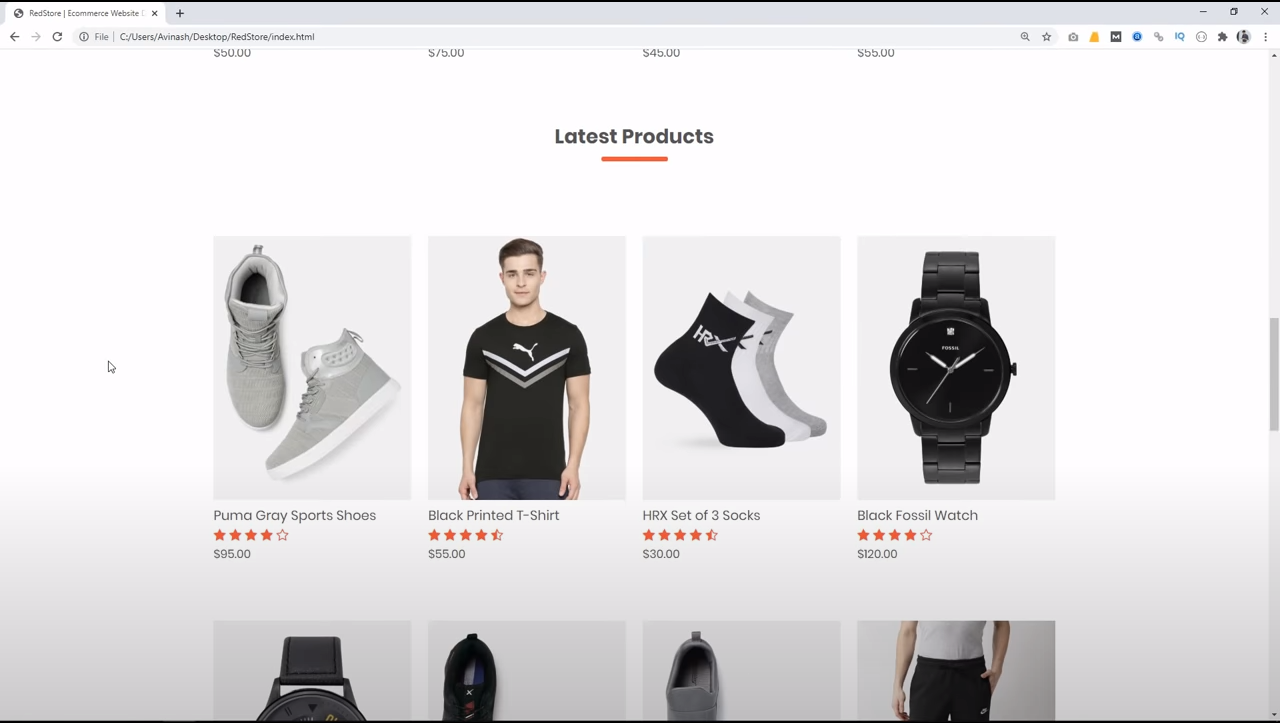 RedStore | Ecommerce Website D
File | C:/Users/Avinash/Desktop/RedStore/index.html
$50.00 $75.00 $45.00 $55.00
Latest Products
HRX
FOSSIL
Puma Gray Sports Shoes Black Printed T-Shirt HRX Set of 3 Socks Black Fossil Watch
$95.00 $55.00 $30.00 $120.00